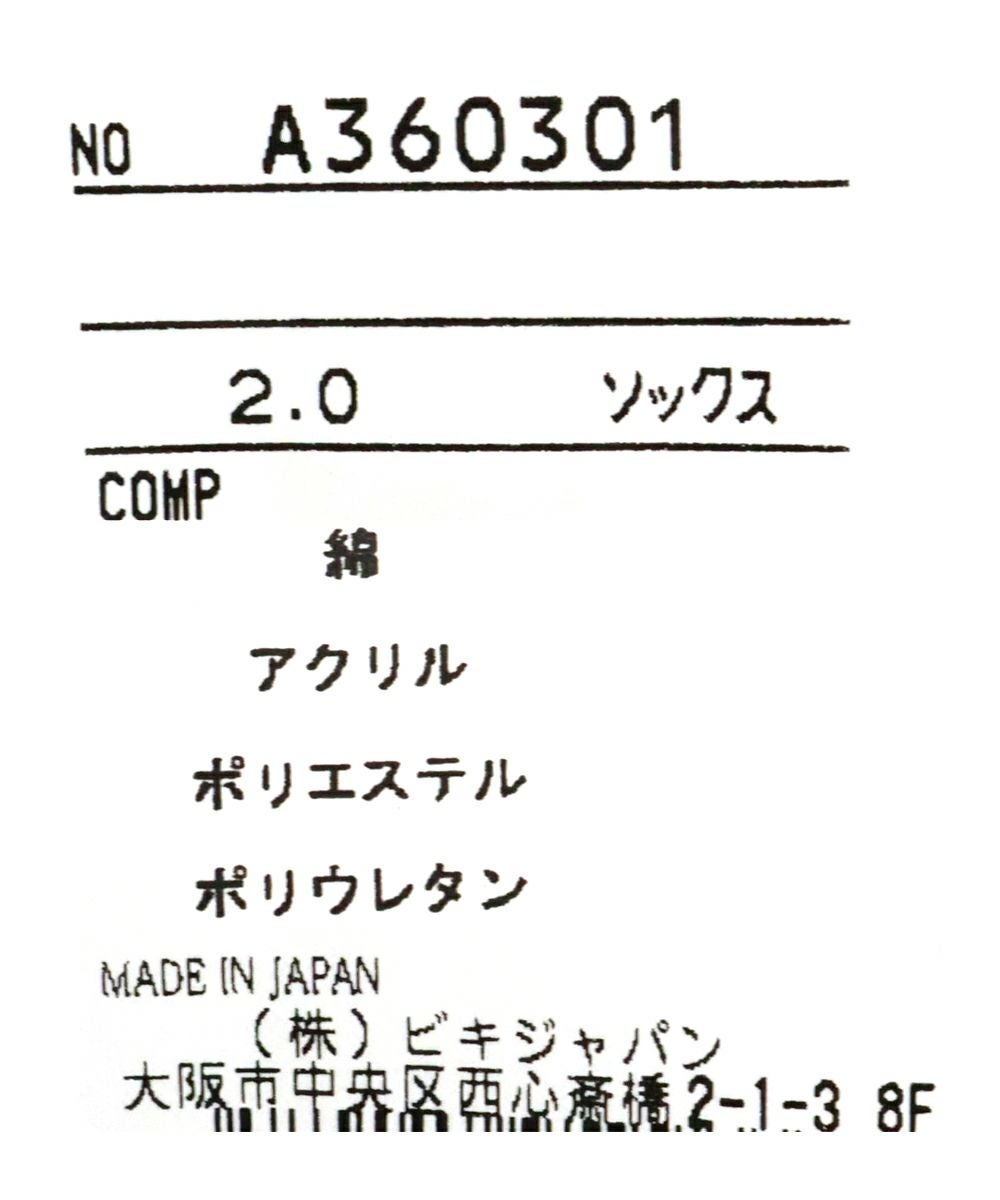 NO A360301
2.0 ソックス
COMP
綿
アクリル
ポリエステル
ポリウレタン
MADE IN JAPAN
(株)ビキジャパン
大阪市中央区西心斎橋2-1-3 8F